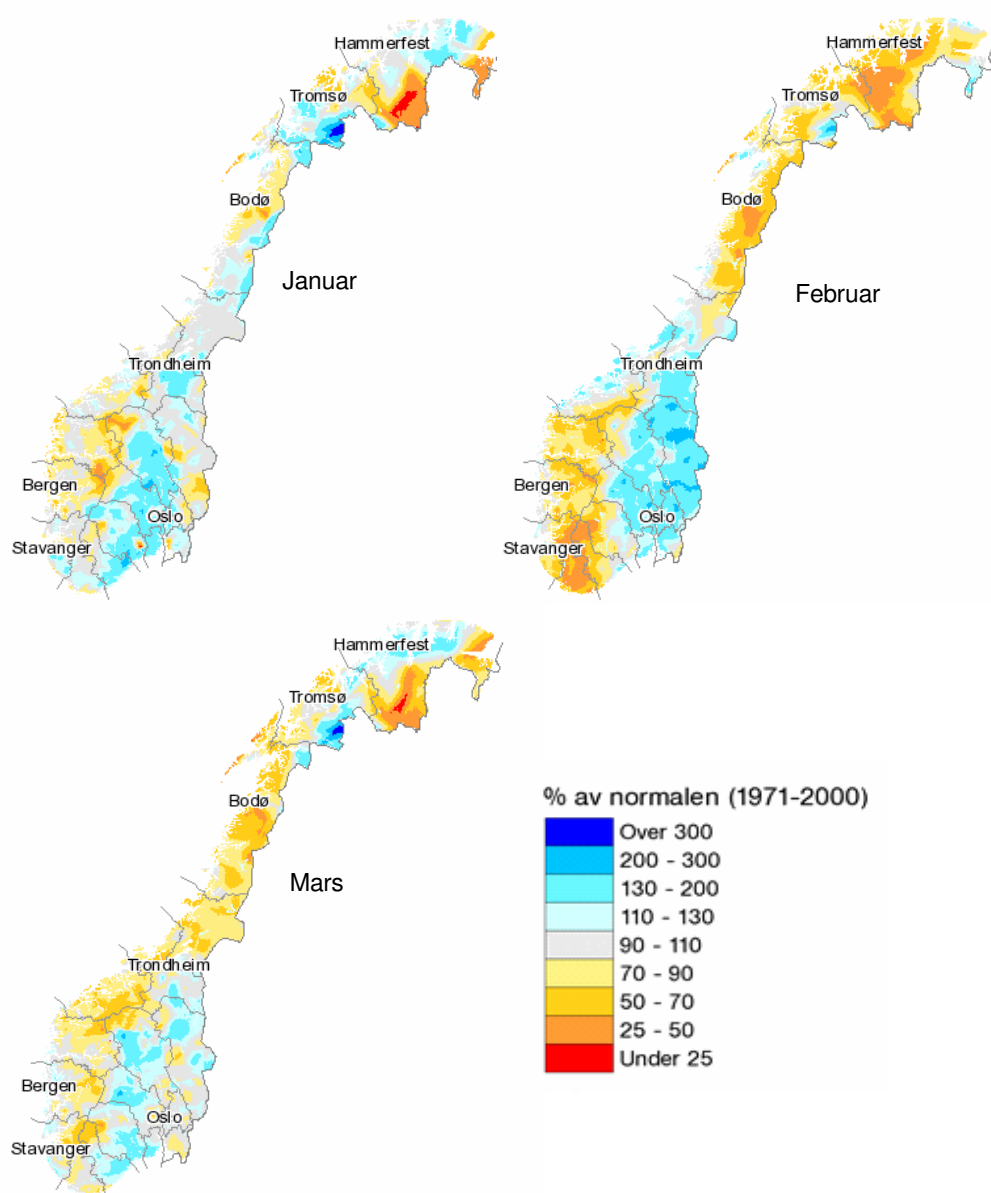 Hammerfest
Tromsø
Bodø
Januar
Trondheim
Bergen
Oslo
Stavanger
Hammerfest
Tromsø
Bodø
Februar
Trondheim
Bergen
Oslo
Stavanger
Hammerfest
Tromsø
Bodø
Mars
Trondheim
Bergen
Oslo
Stavanger
% av normalen (1971-2000)
Over 300
200 - 300
130 - 200
110 - 130
90 - 110
70 - 90
50 - 70
25 - 50
Under 25